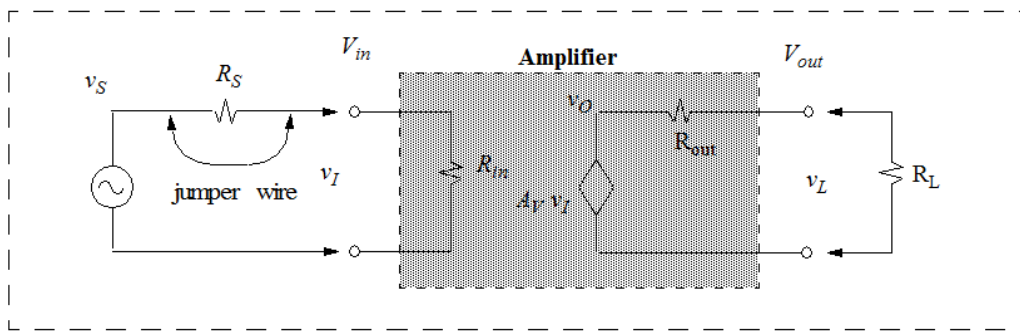 Amplifier
V_in
V_out
v_S
R_S
v_O
R_out
jumper wire
v_I
R_in
A_V v_I
v_L
R_L